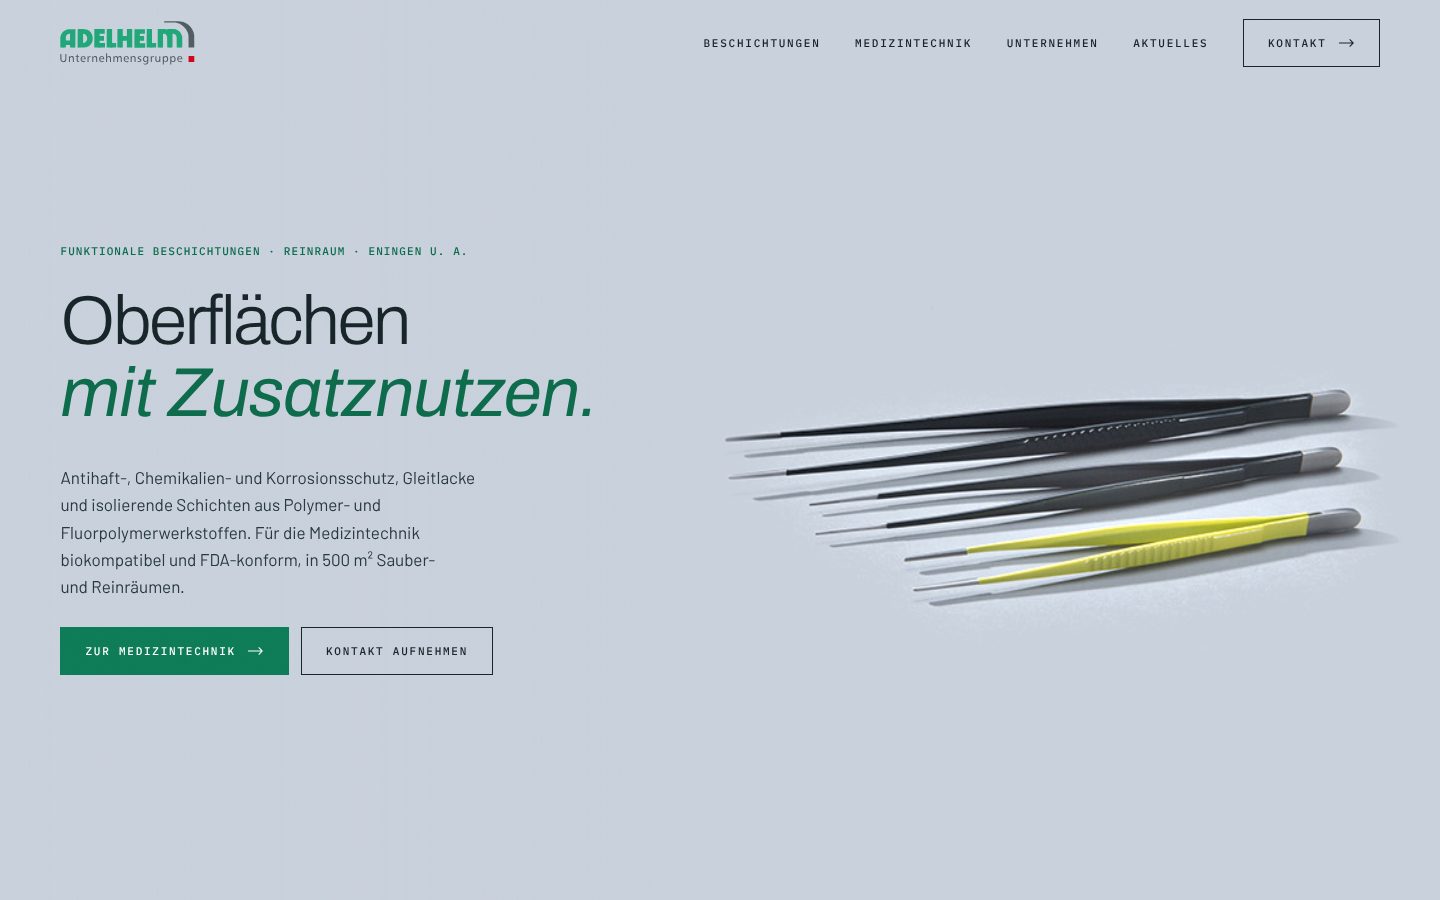 ADELHELM
Unternehmensgruppe
BESCHICHTUNGEN
MEDIZINTECHNIK
UNTERNEHMEN
AKTUELLES
KONTAKT →
FUNKTIONALE BESCHICHTUNGEN · REINRAUM · ENINGEN U. A.
Oberflächen
mit Zusatznutzen.
Antihaft-, Chemikalien- und Korrosionsschutz, Gleitlacke
und isolierende Schichten aus Polymer- und
Fluorpolymerwerkstoffen. Für die Medizintechnik
biokompatibel und FDA-konform, in 500 m² Sauber-
und Reinräumen.
ZUR MEDIZINTECHNIK →
KONTAKT AUFNEHMEN